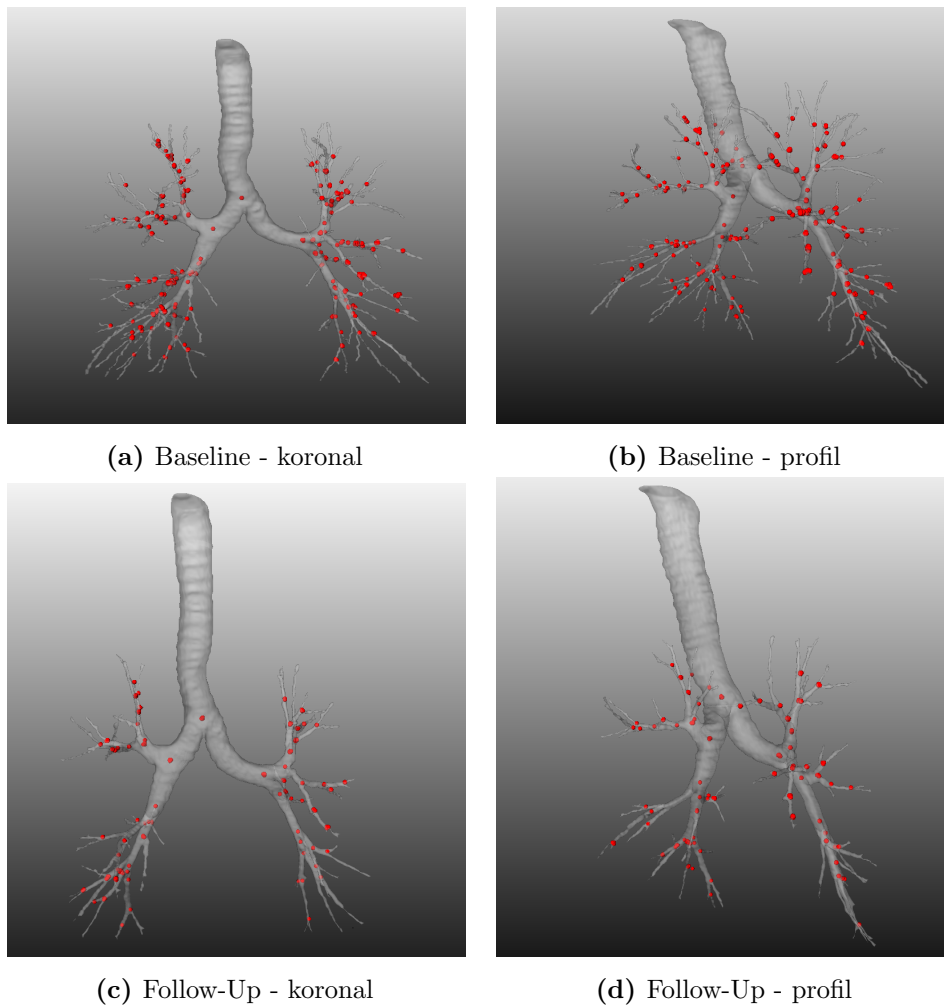 (a) Baseline - koronal
(b) Baseline - profil
(c) Follow-Up - koronal
(d) Follow-Up - profil